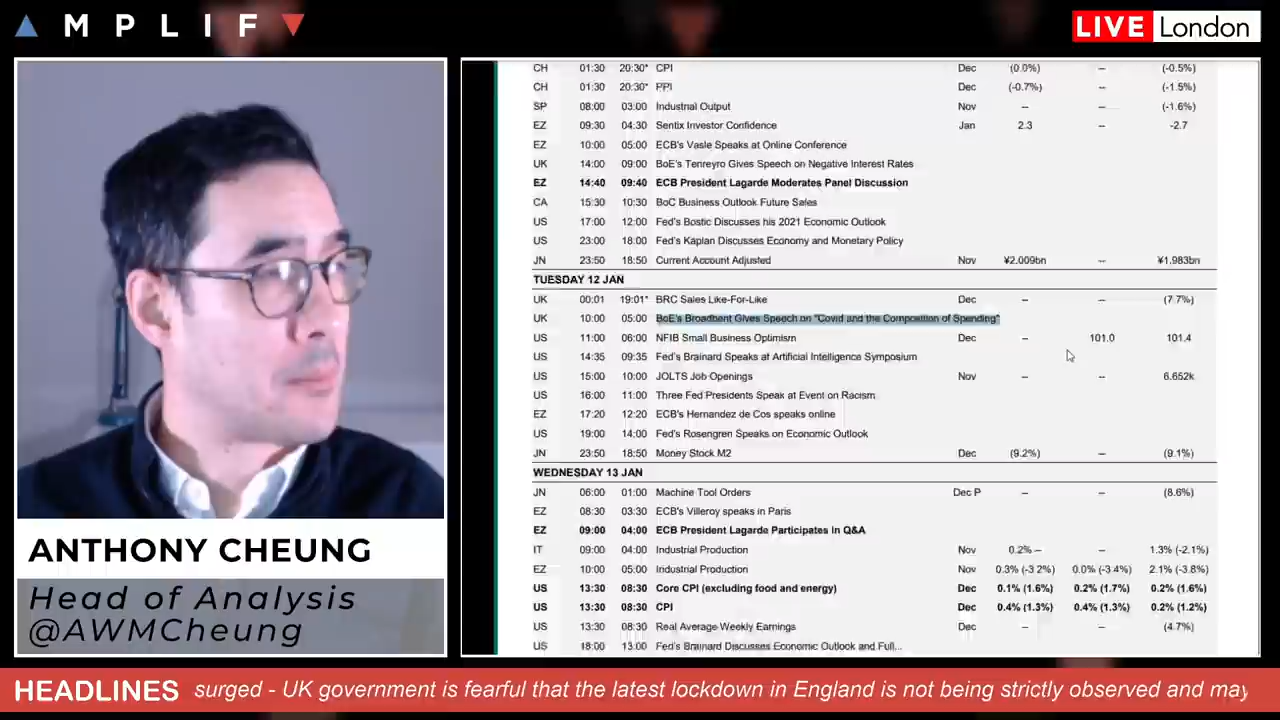 AMPLIFY
LIVE London
CH 01:30 20:30* CPI Dec (0.0%) -- (-0.5%)
CH 01:30 20:30* PPI Dec (-0.7%) -- (-1.5%)
SP 08:00 03:00 Industrial Output Nov -- -- (-1.6%)
EZ 09:30 04:30 Sentix Investor Confidence Jan 2.3 -- -2.7
EZ 10:00 05:00 ECB's Vasle Speaks at Online Conference
UK 14:00 09:00 BoE's Tenreyro Gives Speech on Negative Interest Rates
EZ 14:40 09:40 ECB President Lagarde Moderates Panel Discussion
CA 15:30 10:30 BoC Business Outlook Future Sales
US 17:00 12:00 Fed's Bostic Discusses his 2021 Economic Outlook
US 23:00 18:00 Fed's Kaplan Discusses Economy and Monetary Policy
JN 23:50 18:50 Current Account Adjusted Nov ¥2.009bn -- ¥1,983bn
TUESDAY 12 JAN
UK 00:01 19:01* BRC Sales Like-For-Like Dec -- -- (7.7%)
UK 10:00 05:00 BoE's Broadbent Gives Speech on "Covid and the Composition of Spending"
US 11:00 06:00 NFIB Small Business Optimism Dec -- 101.0 101.4
US 14:35 09:35 Fed's Brainard Speaks at Artificial Intelligence Symposium
US 15:00 10:00 JOLTS Job Openings Nov -- -- 6.652k
US 16:00 11:00 Three Fed Presidents Speak at Event on Racism
EZ 17:20 12:20 ECB's Hernandez de Cos speaks online
US 19:00 14:00 Fed's Rosengren Speaks on Economic Outlook
JN 23:50 18:50 Money Stock M2 Dec (9.2%) -- (9.1%)
WEDNESDAY 13 JAN
JN 06:00 01:00 Machine Tool Orders Dec P -- -- (8.6%)
EZ 08:30 03:30 ECB's Villeroy speaks in Paris
EZ 09:00 04:00 ECB President Lagarde Participates in Q&A
IT 09:00 04:00 Industrial Production Nov 0.2% -- -- 1.3% (-2.1%)
EZ 10:00 05:00 Industrial Production Nov 0.3% (-3.2%) 0.0% (-3.4%) 2.1% (-3.8%)
US 13:30 08:30 Core CPI (excluding food and energy) Dec 0.1% (1.6%) 0.2% (1.7%) 0.2% (1.6%)
US 13:30 08:30 CPI Dec 0.4% (1.3%) 0.4% (1.3%) 0.2% (1.2%)
US 13:30 08:30 Real Average Weekly Earnings Dec -- -- (4.7%)
US 18:00 13:00 Fed's Brainard Discusses Economic Outlook and Full...
ANTHONY CHEUNG
Head of Analysis
@AWMCheung
HEADLINES surged - UK government is fearful that the latest lockdown in England is not being strictly observed and may